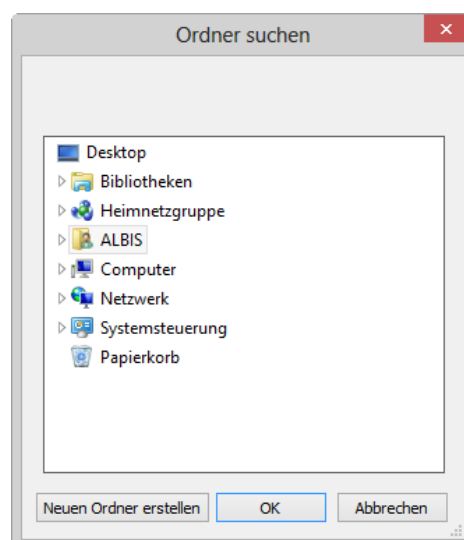 Ordner suchen
Desktop
Bibliotheken
Heimnetzgruppe
ALBIS
Computer
Netzwerk
Systemsteuerung
Papierkorb
Neuen Ordner erstellen OK Abbrechen